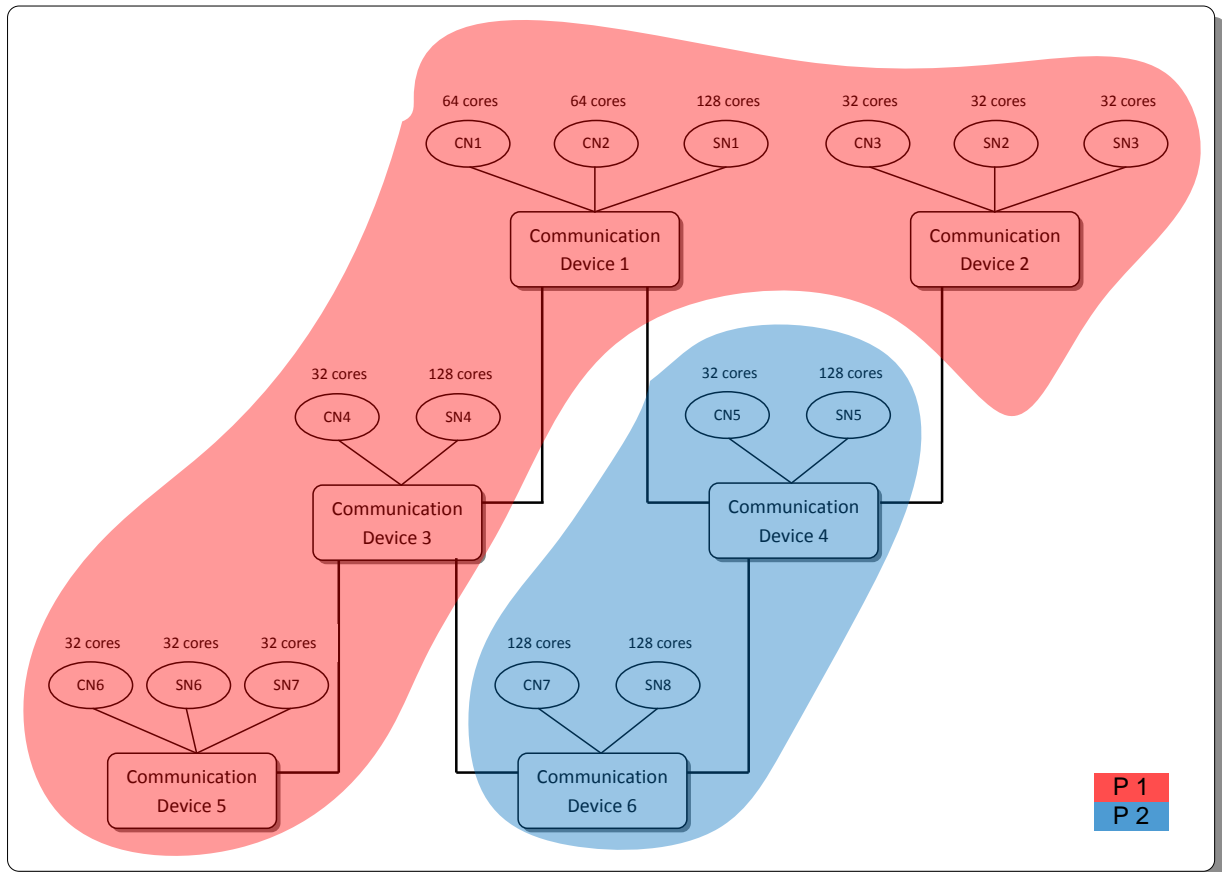 64 cores
64 cores
128 cores
32 cores
32 cores
32 cores
CN1
CN2
SN1
CN3
SN2
SN3
Communication
Device 1
Communication
Device 2
32 cores
128 cores
32 cores
128 cores
CN4
SN4
CN5
SN5
Communication
Device 3
Communication
Device 4
32 cores
32 cores
32 cores
128 cores
128 cores
CN6
SN6
SN7
CN7
SN8
Communication
Device 5
Communication
Device 6
P 1
P 2